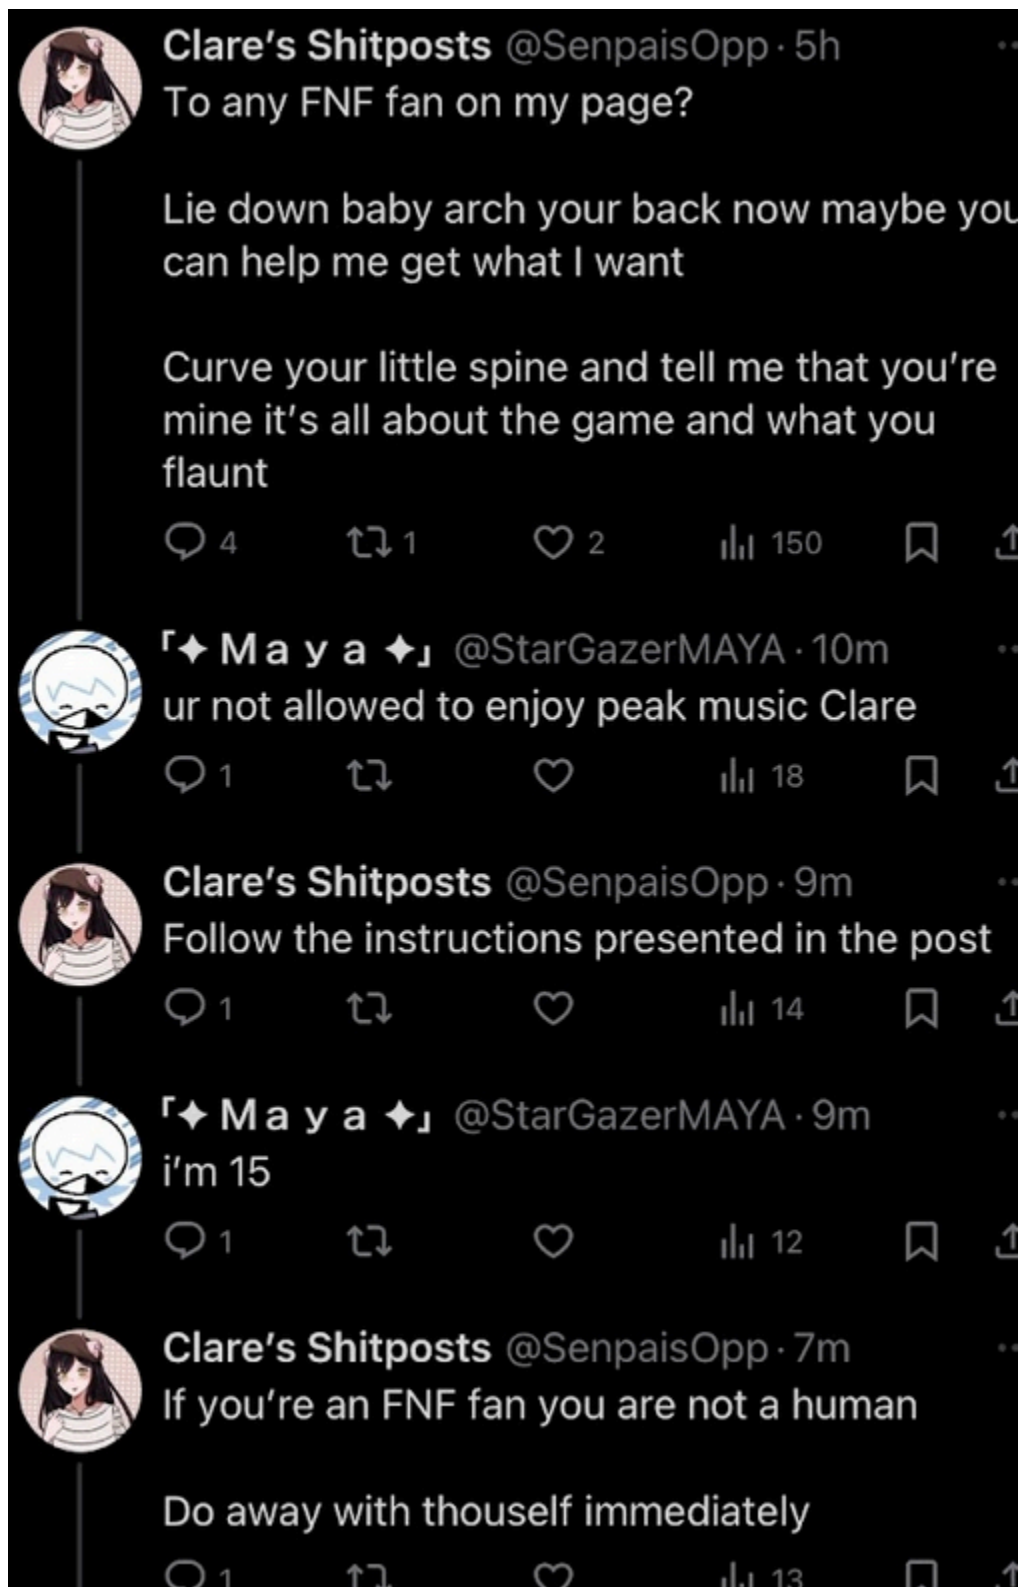 Clare's Shitposts @SenpaisOpp · 5h
To any FNF fan on my page?
Lie down baby arch your back now maybe you
can help me get what I want
Curve your little spine and tell me that you're
mine it's all about the game and what you
flaunt
4 1 2 150
「✦ M a y a ✦」 @StarGazerMAYA · 10m
ur not allowed to enjoy peak music Clare
1 18
Clare's Shitposts @SenpaisOpp · 9m
Follow the instructions presented in the post
1 14
「✦ M a y a ✦」 @StarGazerMAYA · 9m
i'm 15
1 12
Clare's Shitposts @SenpaisOpp · 7m
If you're an FNF fan you are not a human
Do away with thouself immediately
1 13